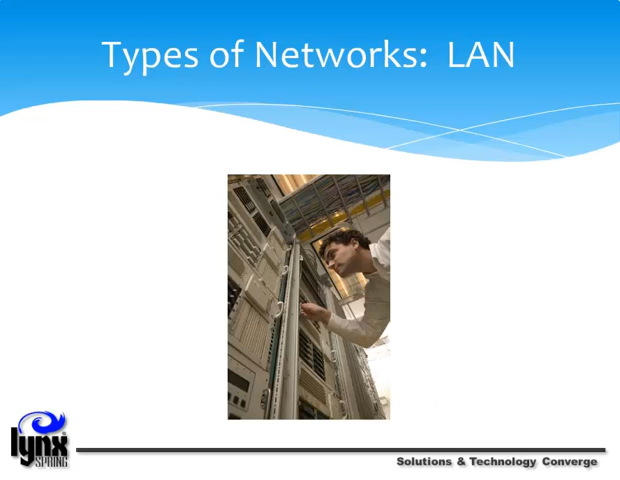 Types of Networks: LAN
lynx
SPRING
Solutions & Technology Converge